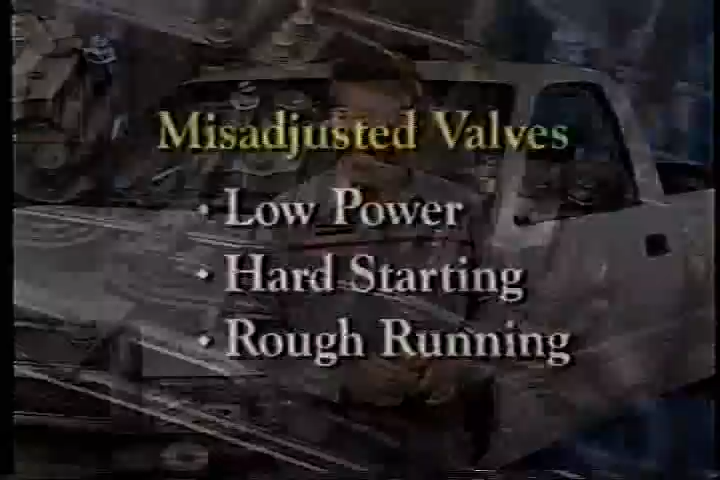 Misadjusted Valves
· Low Power
· Hard Starting
· Rough Running